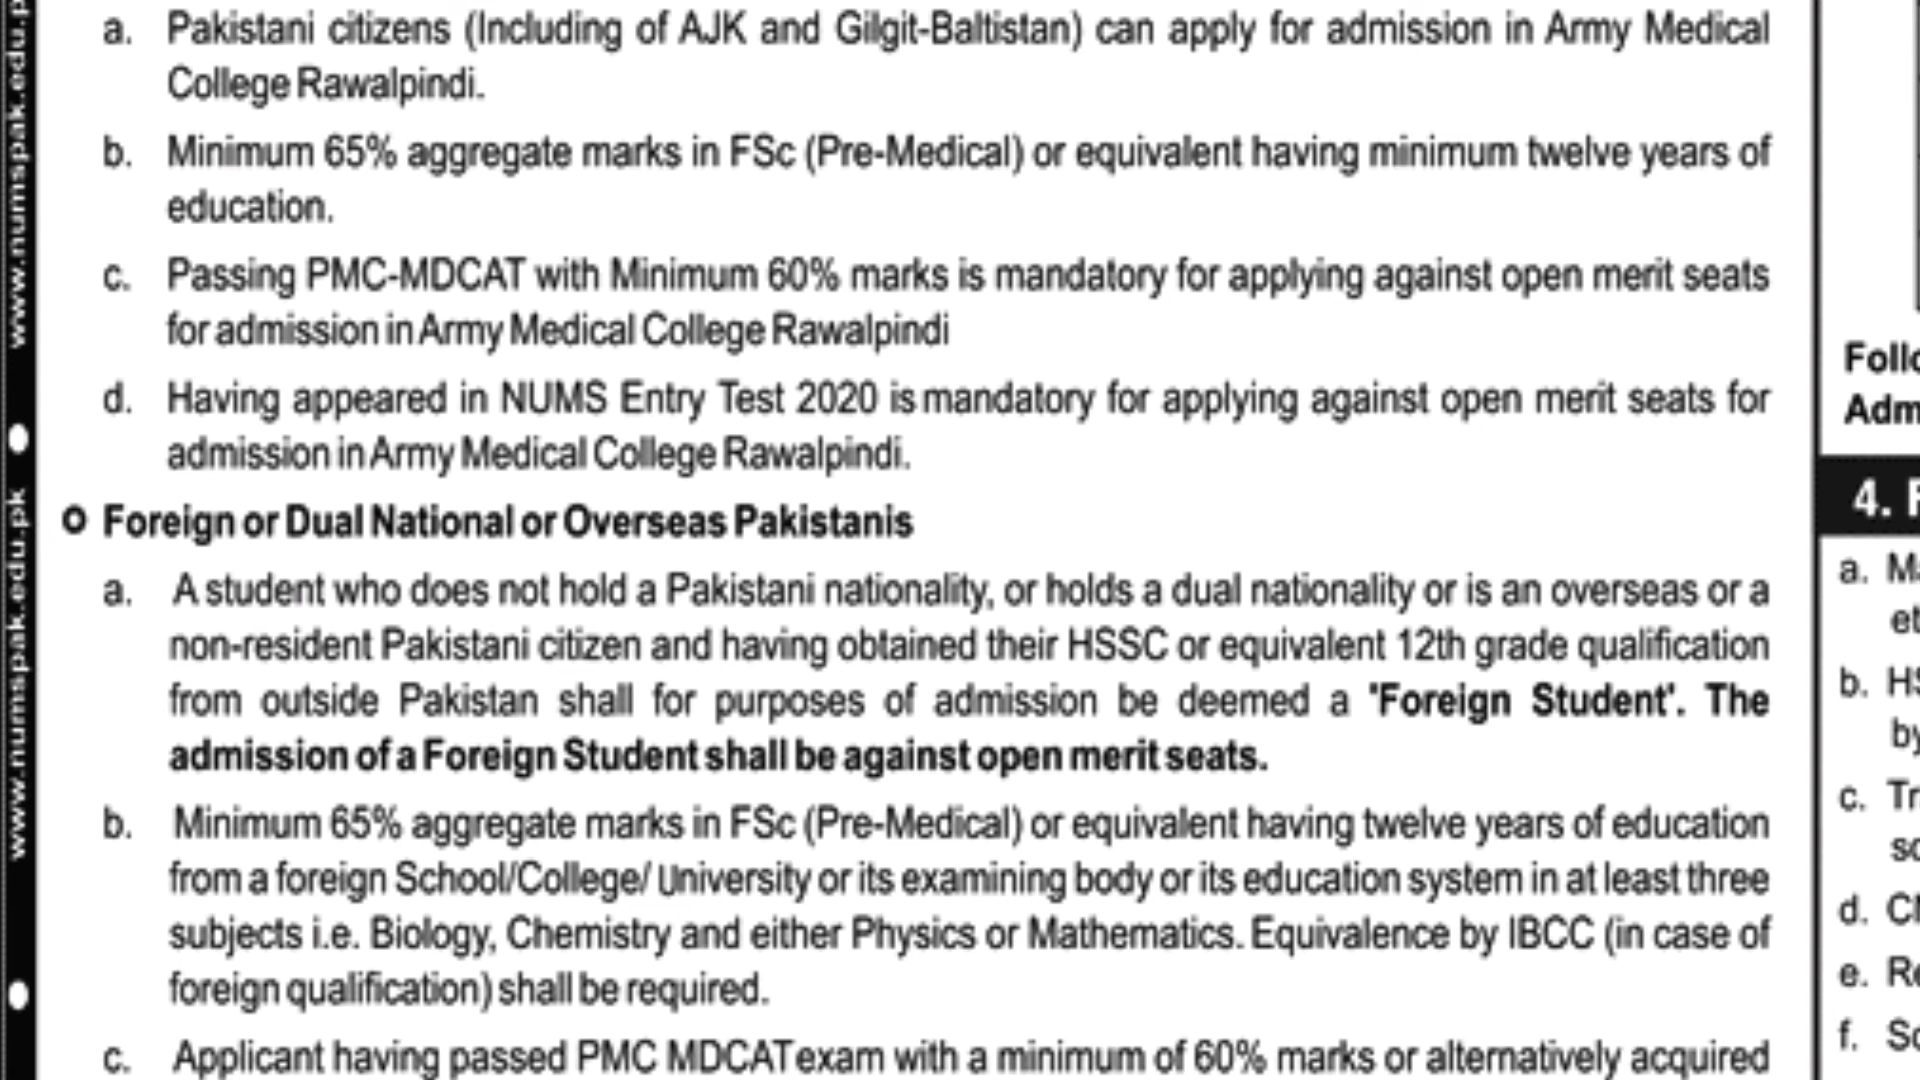 a. Pakistani citizens (Including of AJK and Gilgit-Baltistan) can apply for admission in Army Medical
College Rawalpindi.
b. Minimum 65% aggregate marks in FSc (Pre-Medical) or equivalent having minimum twelve years of
education.
c. Passing PMC-MDCAT with Minimum 60% marks is mandatory for applying against open merit seats
for admission in Army Medical College Rawalpindi
d. Having appeared in NUMS Entry Test 2020 is mandatory for applying against open merit seats for
admission in Army Medical College Rawalpindi.
o Foreign or Dual National or Overseas Pakistanis
a. A student who does not hold a Pakistani nationality, or holds a dual nationality or is an overseas or a
non-resident Pakistani citizen and having obtained their HSSC or equivalent 12th grade qualification
from outside Pakistan shall for purposes of admission be deemed a 'Foreign Student'. The
admission of a Foreign Student shall be against open merit seats.
b. Minimum 65% aggregate marks in FSc (Pre-Medical) or equivalent having twelve years of education
from a foreign School/College/ University or its examining body or its education system in at least three
subjects i.e. Biology, Chemistry and either Physics or Mathematics. Equivalence by IBCC (in case of
foreign qualification) shall be required.
c. Applicant having passed PMC MDCAT exam with a minimum of 60% marks or alternatively acquired
www.numspak.edu.p
www.numspak.edu.pk
4.
a.
b.
by
c.
d.
e.
f.